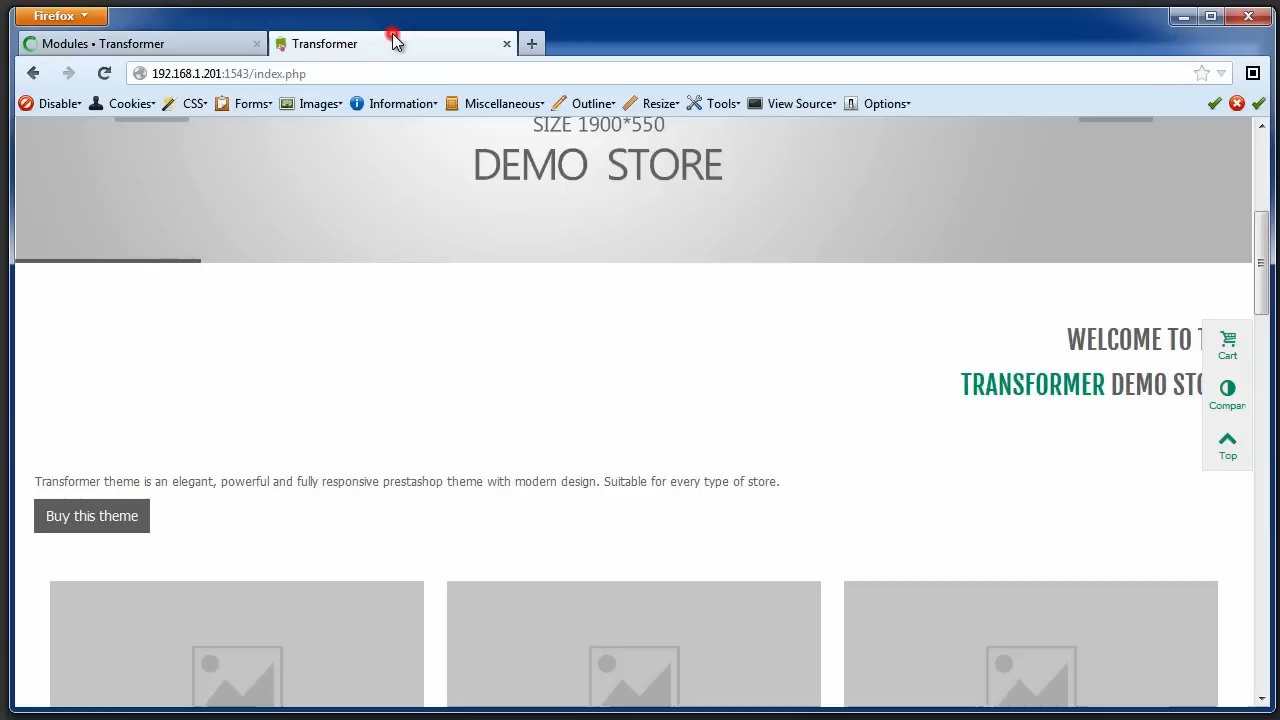 Firefox
Modules • Transformer
Transformer
192.168.1.201:1543/index.php
Disable
Cookies
CSS
Forms
Images
Information
Miscellaneous
Outline
Resize
Tools
View Source
Options
SIZE 1900*550
DEMO STORE
WELCOME TO T
TRANSFORMER DEMO STO
Cart
Compar
Top
Transformer theme is an elegant, powerful and fully responsive prestashop theme with modern design. Suitable for every type of store.
Buy this theme